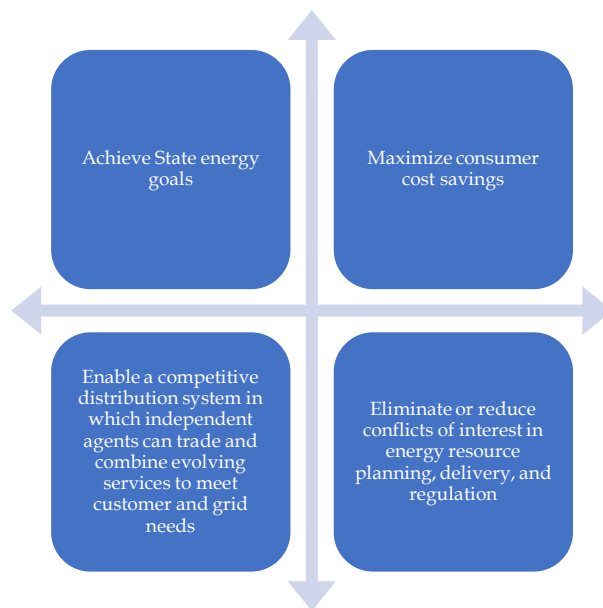 Achieve State energy
goals
Maximize consumer
cost savings
Enable a competitive
distribution system in
which independent
agents can trade and
combine evolving
services to meet
customer and grid
needs
Eliminate or reduce
conflicts of interest in
energy resource
planning, delivery, and
regulation